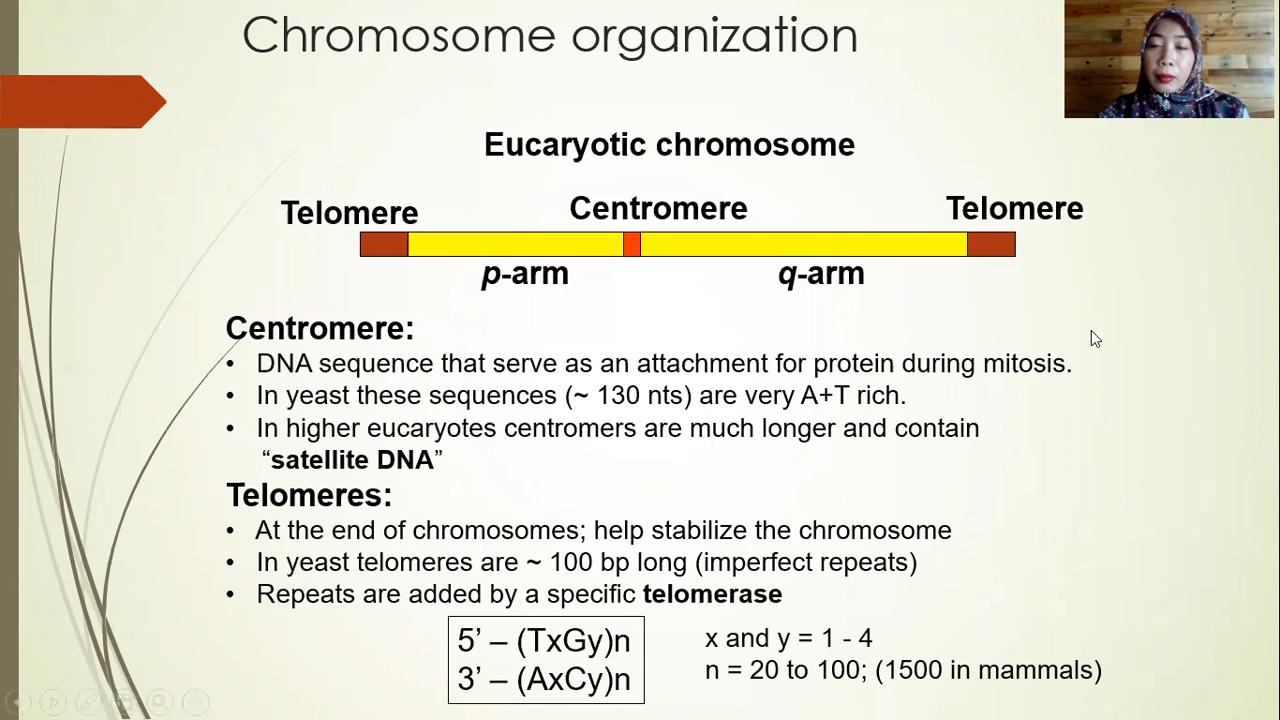 Chromosome organization
Eucaryotic chromosome
Telomere Centromere Telomere
p-arm q-arm
Centromere:
• DNA sequence that serve as an attachment for protein during mitosis.
• In yeast these sequences (~ 130 nts) are very A+T rich.
• In higher eucaryotes centromers are much longer and contain
“satellite DNA”
Telomeres:
• At the end of chromosomes; help stabilize the chromosome
• In yeast telomeres are ~ 100 bp long (imperfect repeats)
• Repeats are added by a specific telomerase
5’ – (TxGy)n
3’ – (AxCy)n
x and y = 1 - 4
n = 20 to 100; (1500 in mammals)